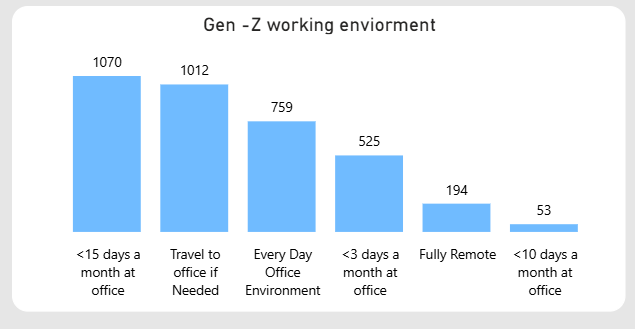 Gen -Z working enviorment
1070
1012
759
525
194
53
<15 days a
month at
office
Travel to
office if
Needed
Every Day
Office
Environment
<3 days a
month at
office
Fully Remote
<10 days a
month at
office